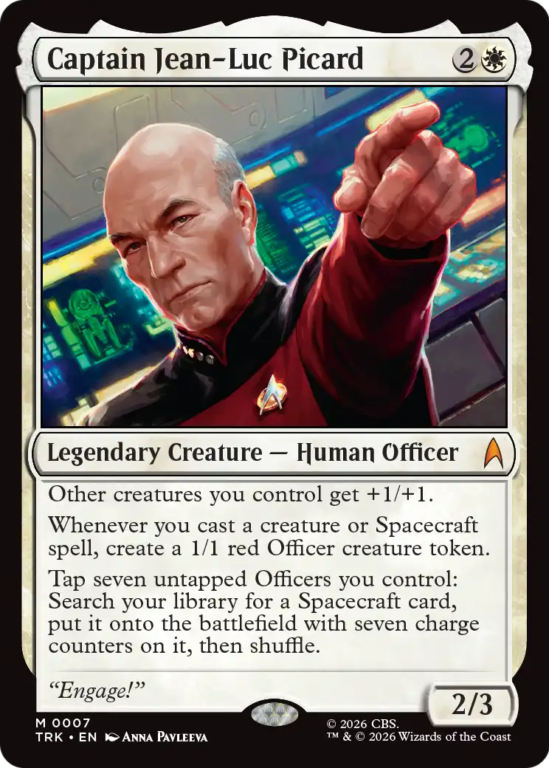 Captain Jean-Luc Picard 2
Legendary Creature — Human Officer
Other creatures you control get +1/+1.
Whenever you cast a creature or Spacecraft
spell, create a 1/1 red Officer creature token.
Tap seven untapped Officers you control:
Search your library for a Spacecraft card,
put it onto the battlefield with seven charge
counters on it, then shuffle.
“Engage!”
2/3
M 0007
TRK • EN Anna Pavleeva
© 2026 CBS.
™ & © 2026 Wizards of the Coast